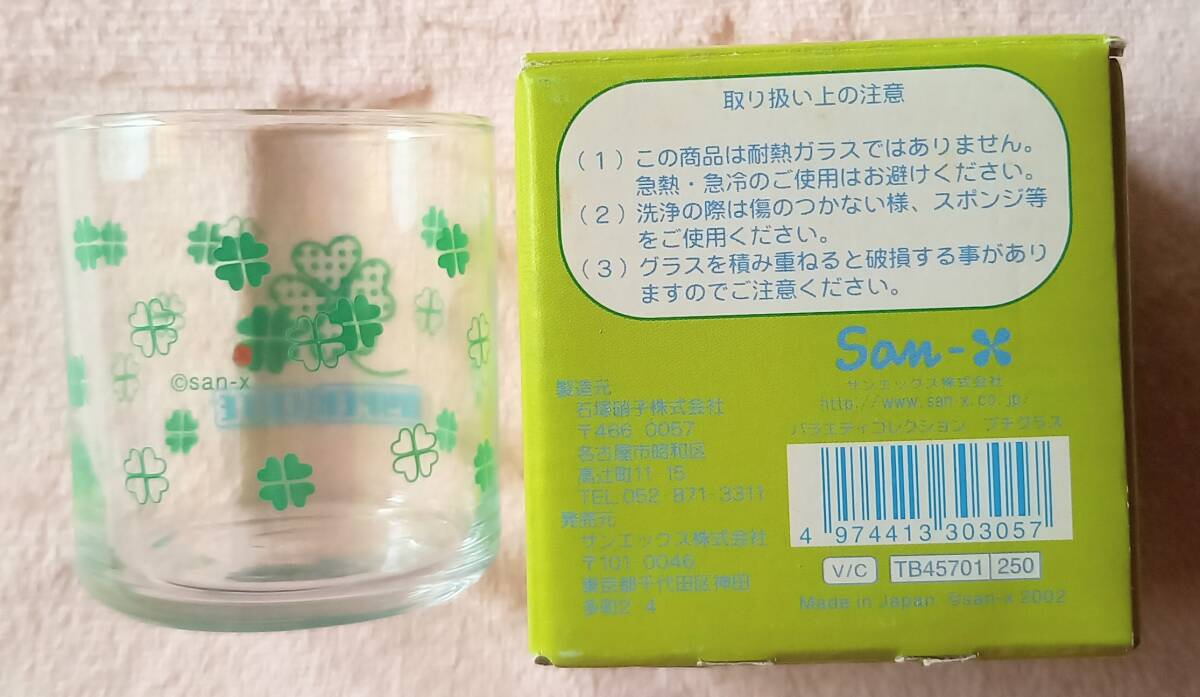 ©san-x
取り扱い上の注意
（1）この商品は耐熱ガラスではありません。
急熱・急冷のご使用はお避けください。
（2）洗浄の際は傷のつかない様、スポンジ等
をご使用ください。
（3）グラスを積み重ねると破損する事があり
ますのでご注意ください。
San-x
サンエックス株式会社
http://www.san-x.co.jp/
バラエティコレクション プチグラス
製造元
石塚硝子株式会社
〒466-0057
名古屋市昭和区
高辻町11-15
TEL.052-871-3311
発売元
サンエックス株式会社
〒101-0046
東京都千代田区神田
多町2-4
4 974413 303057
V/C TB45701 250
Made in Japan ©san-x 2002